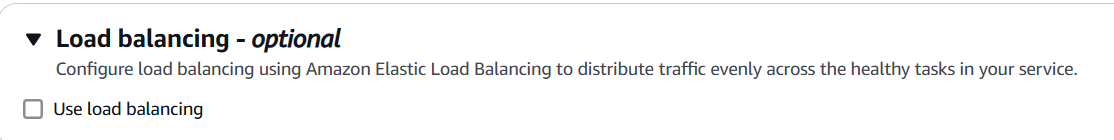 Load balancing - optional
Configure load balancing using Amazon Elastic Load Balancing to distribute traffic evenly across the healthy tasks in your service.
Use load balancing